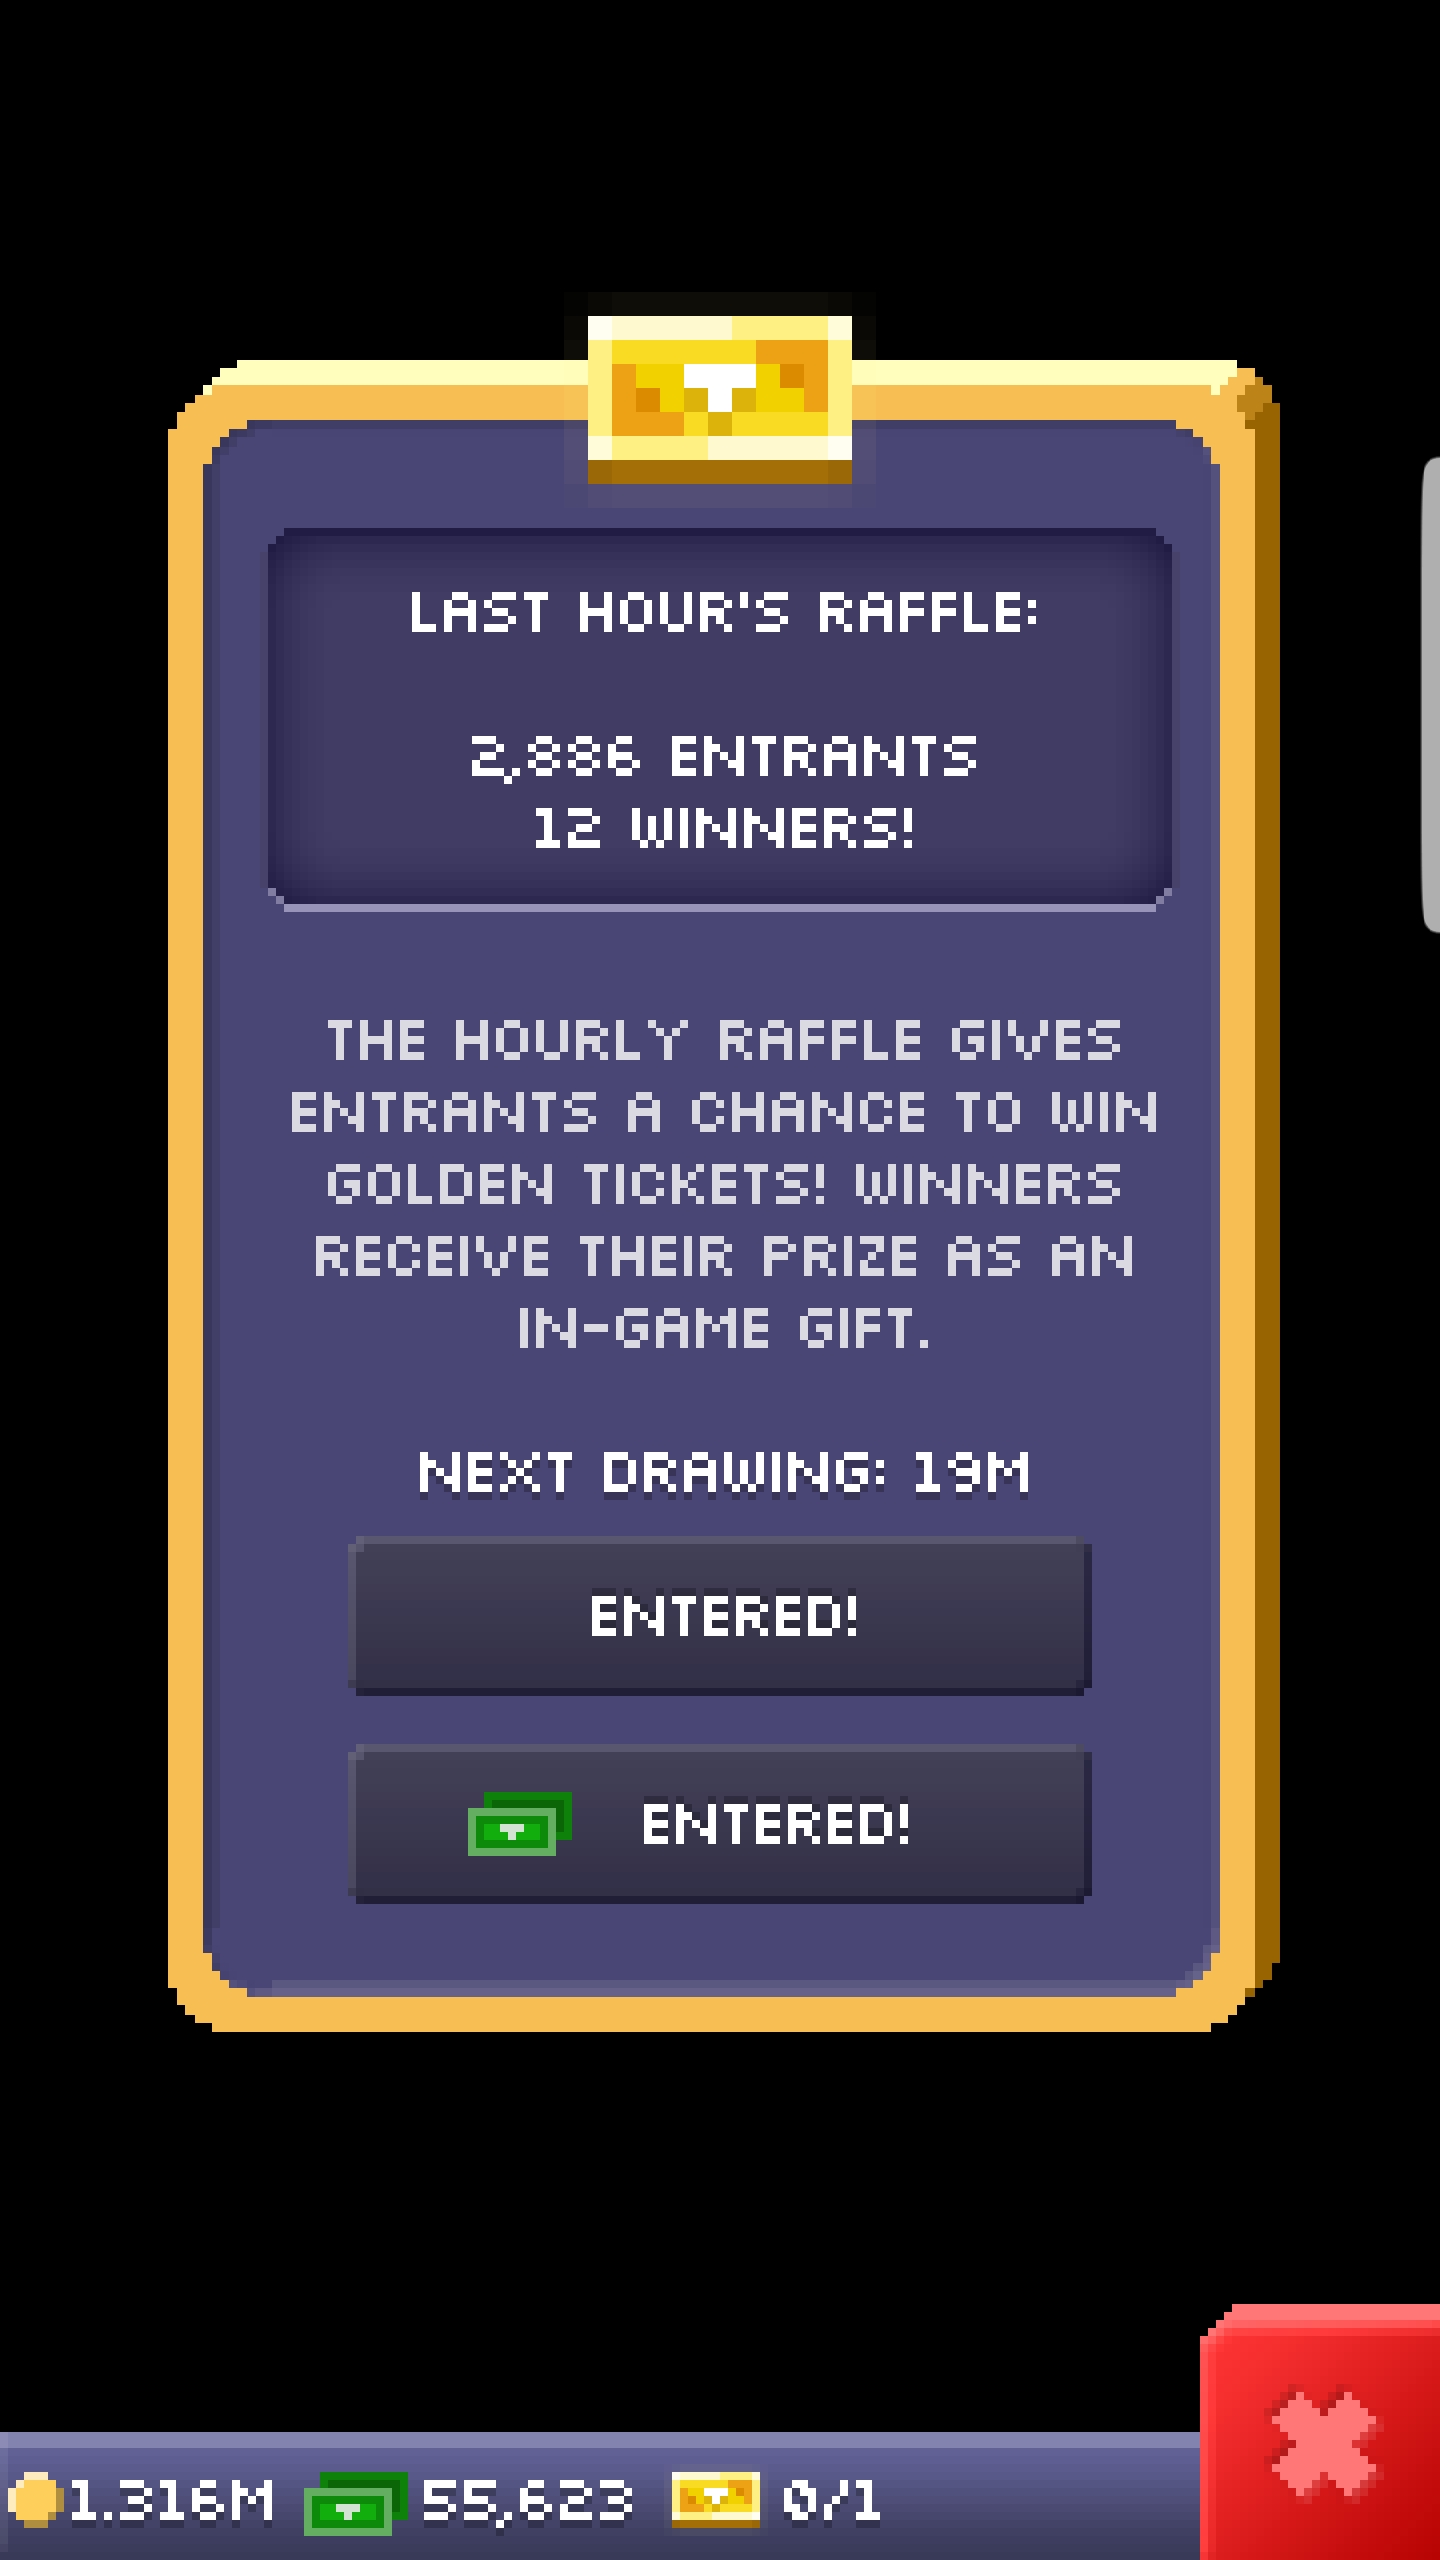 LAST HOUR'S RAFFLE:
2,886 ENTRANTS
12 WINNERS!
THE HOURLY RAFFLE GIVES
ENTRANTS A CHANCE TO WIN
GOLDEN TICKETS! WINNERS
RECEIVE THEIR PRIZE AS AN
IN-GAME GIFT.
NEXT DRAWING: 19M
ENTERED!
ENTERED!
1.316M 55,623 0/1